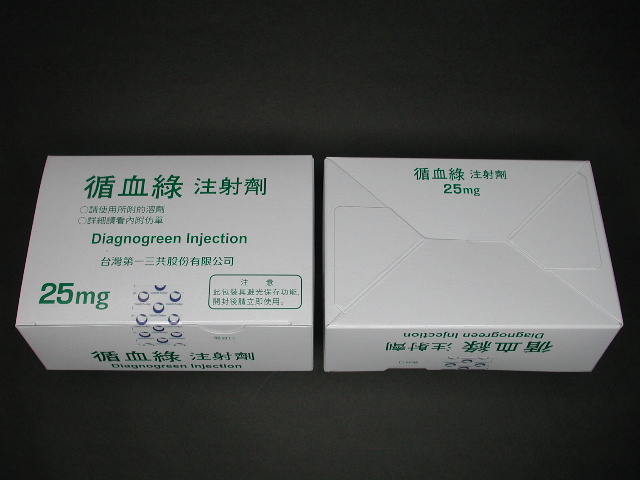 循血綠 注射劑
○請使用所附的溶劑
○詳細請看內附仿單
Diagnogreen Injection
台灣第一三共股份有限公司
25mg
注 意
此包裝具避光保存功能,
開封後請立即使用。
循血綠 注射劑
Diagnogreen Injection
循血綠 注射劑
25mg
Diagnogreen Injection
循血綠 注射劑